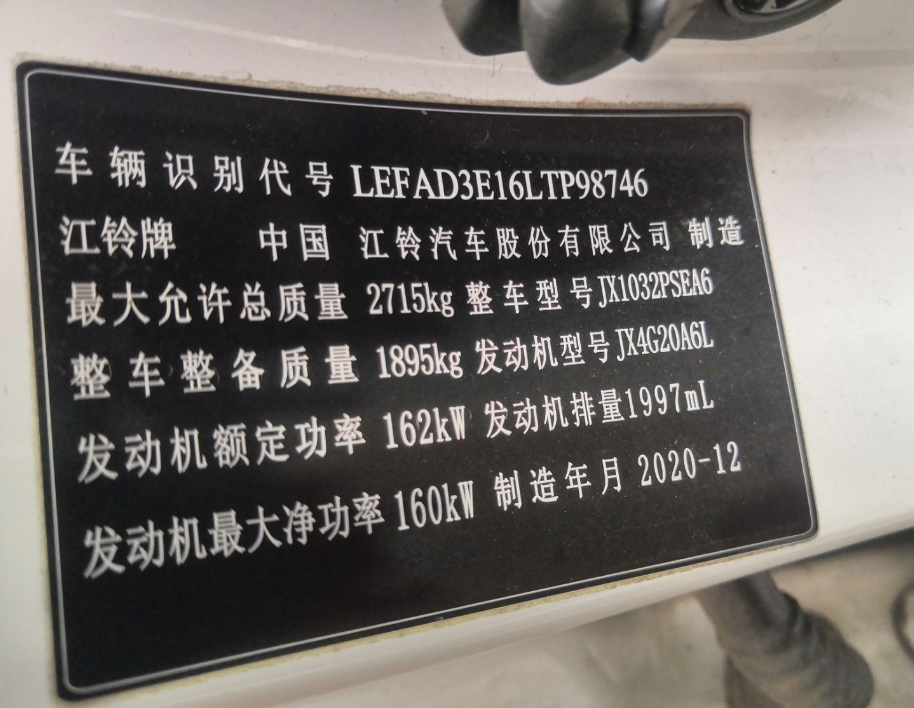 车辆识别代号 LEFAD3E16LTP98746
江铃牌 中国 江铃汽车股份有限公司 制造
最大允许总质量 2715kg 整车型号 JX1032PSEA6
整车整备质量 1895kg 发动机型号 JX4G20A6L
发动机额定功率 162kW 发动机排量 1997mL
发动机最大净功率 160kW 制造年月 2020-12